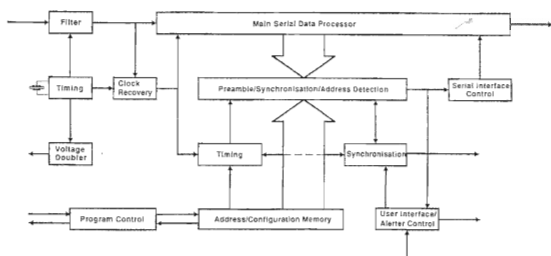 Filter
Main Serial Data Processor
Timing
Clock
Recovery
Preamble/Synchronisation/Address Detection
Serial Interface
Control
Voltage
Doubler
Timing
Synchronisation
Program Control
Address/Configuration Memory
User Interface/
Alerter Control